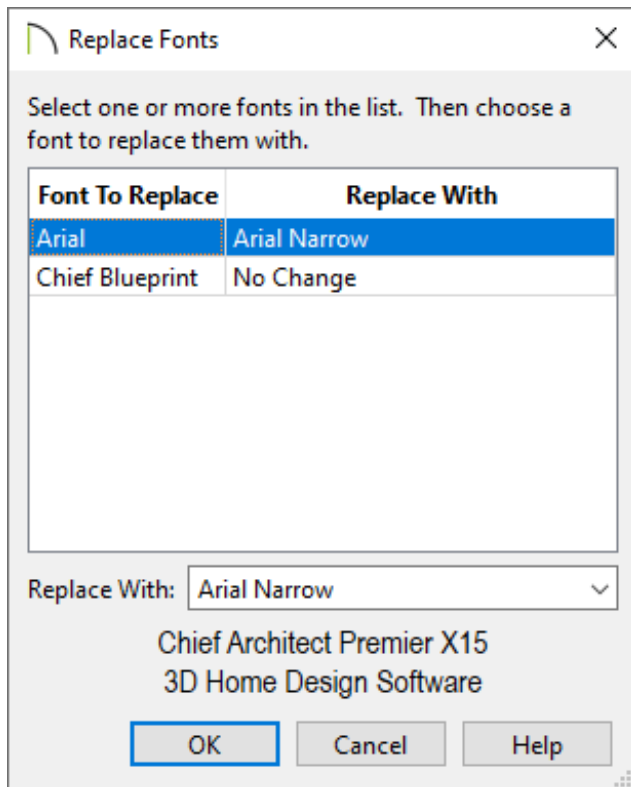 Replace Fonts
Select one or more fonts in the list.  Then choose a
font to replace them with.
Font To Replace Replace With
Arial Arial Narrow
Chief Blueprint No Change
Replace With: Arial Narrow
Chief Architect Premier X15
3D Home Design Software
OK Cancel Help